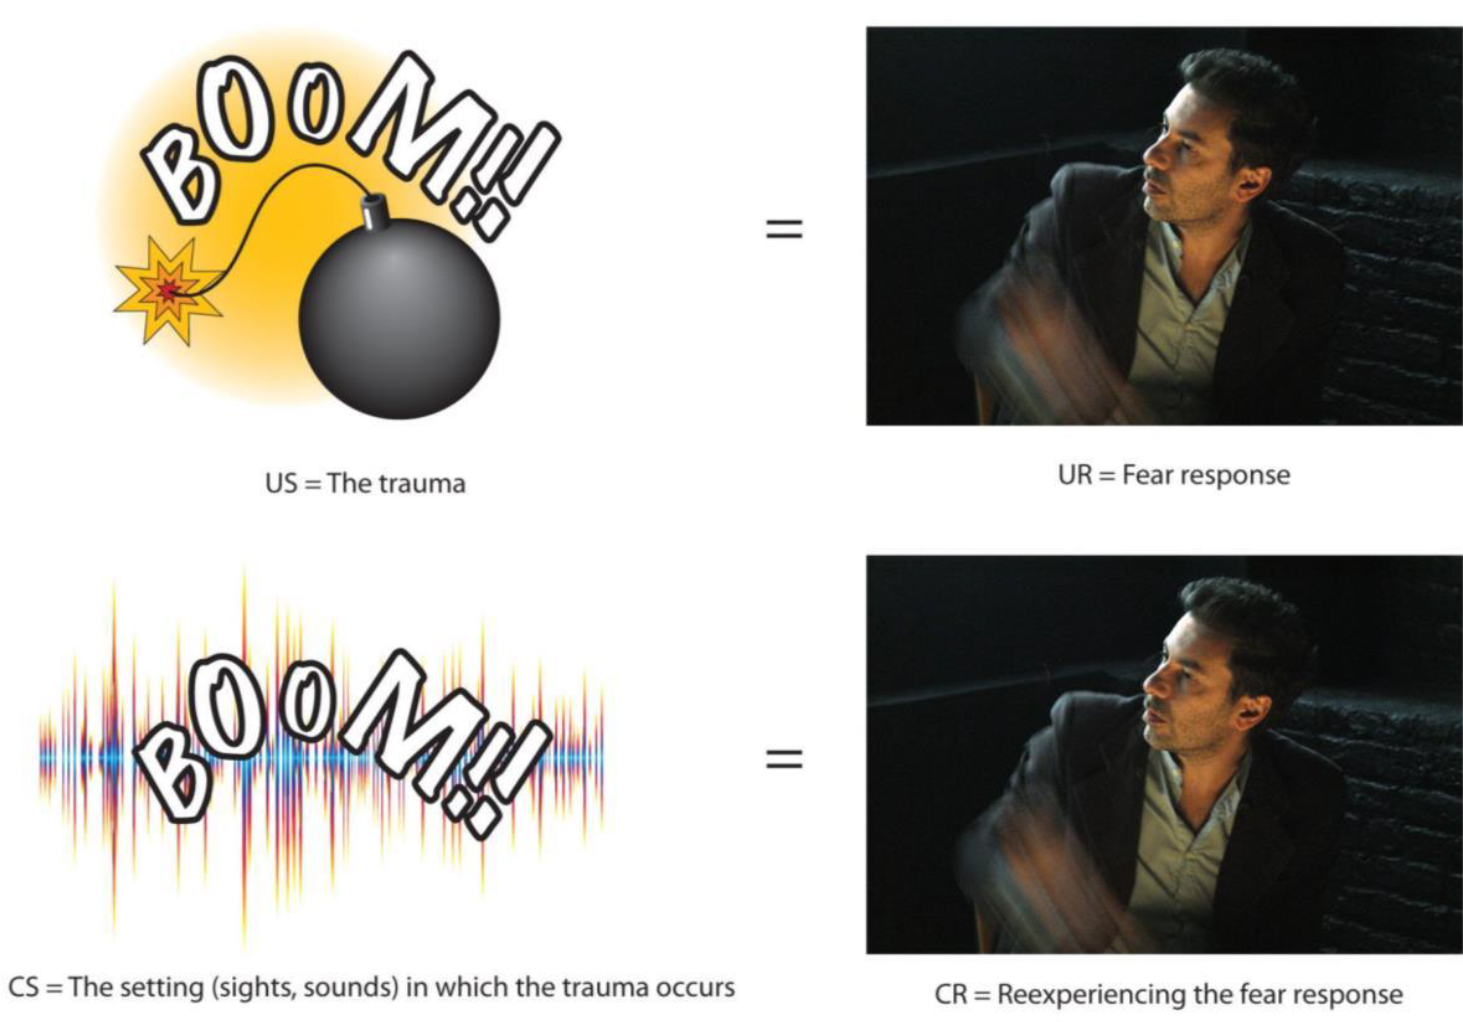 BOOM!!
=
US = The trauma
UR = Fear response
BOOM!!
=
CS = The setting (sights, sounds) in which the trauma occurs
CR = Reexperiencing the fear response